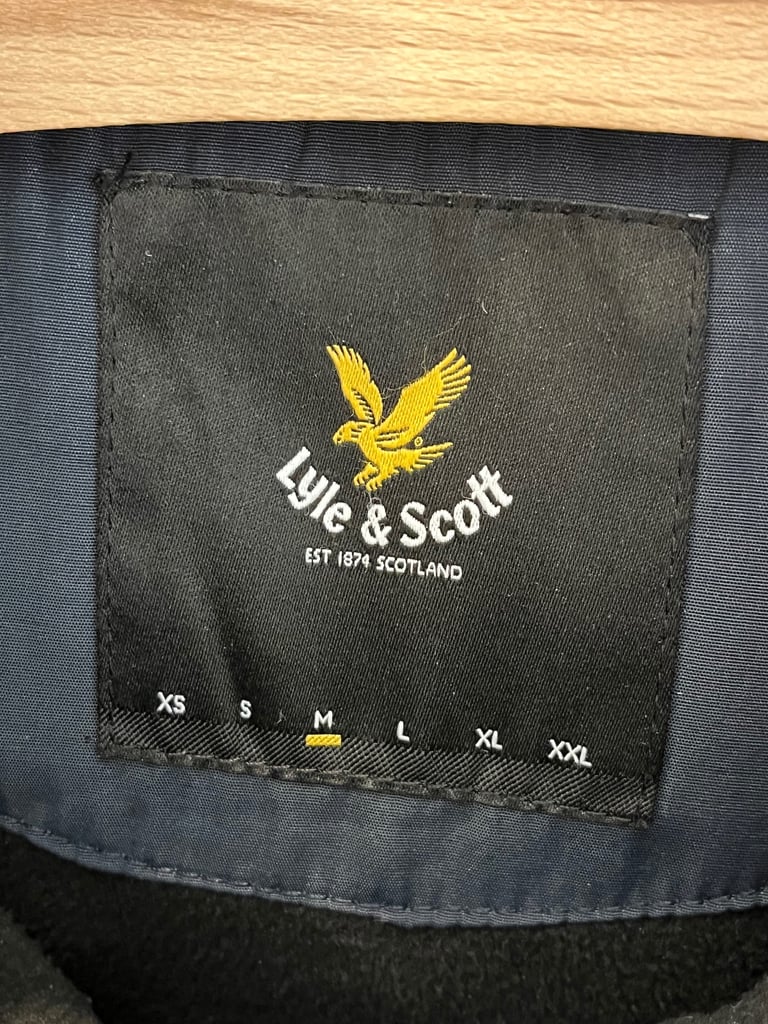 Lyle & Scott
EST 1874 SCOTLAND
XS S M L XL XXL